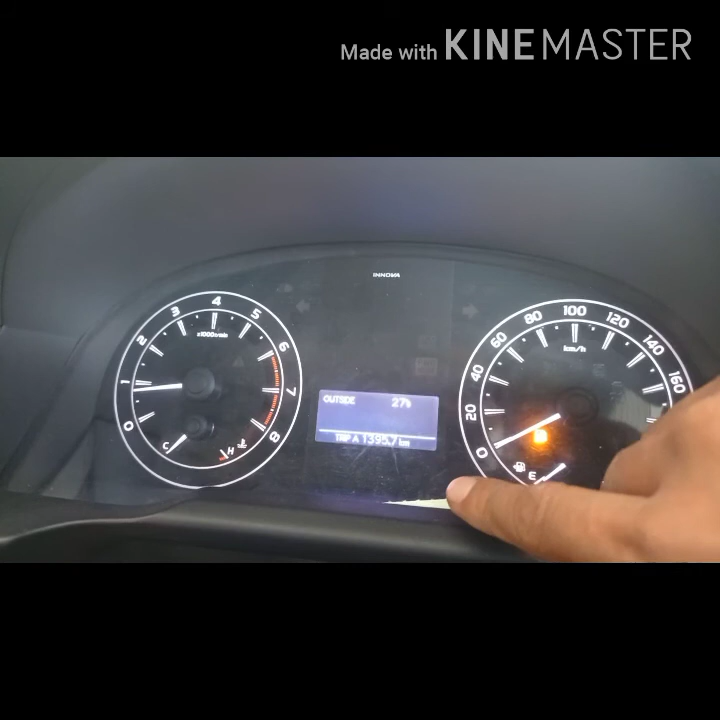 Made with KINEMASTER
INNOVA
0
1
2
3
4
5
6
7
8
x1000r/min
C
H
OUTSIDE 27°
TRIP A 1395.7 km
0
20
40
60
80
100
120
140
160
km/h
E